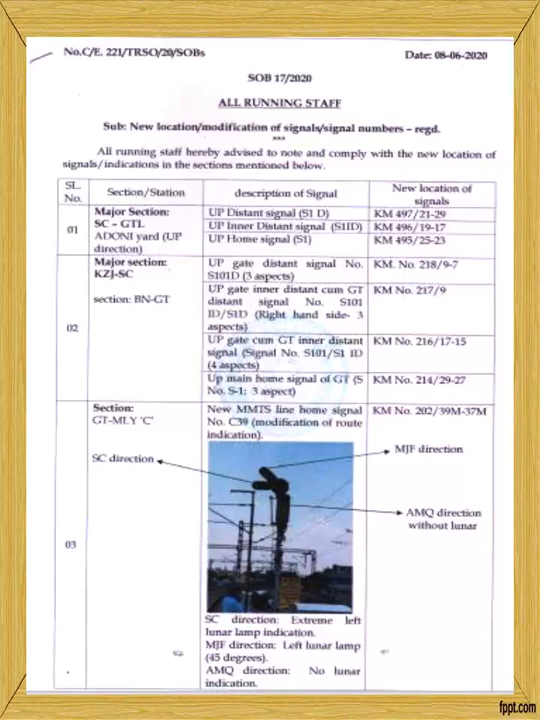 No.C/E. 221/TRSO/20/SOBs
Date: 08-06-2020
SOB 17/2020
ALL RUNNING STAFF
Sub: New location/modification of signals/signal numbers – regd.
***
All running staff hereby advised to note and comply with the new location of
signals/indications in the sections mentioned below.
SL. No.
Section/Station
description of Signal
New location of signals
01
Major Section:
SC – GTL
ADONI yard (UP
direction)
UP Distant signal (S1 D)
KM 497/21-29
UP Inner Distant signal (S1ID)
KM 496/19-17
UP Home signal (S1)
KM 495/25-23
02
Major section:
KZJ-SC
section: BN-GT
UP gate distant signal No.
S101D (3 aspects)
KM. No. 218/9-7
UP gate inner distant cum GT
distant signal No. S101
ID/S1D (Right hand side- 3
aspects)
KM No. 217/9
UP gate cum GT inner distant
signal (Signal No. S101/S1 ID
(4 aspects)
KM No. 216/17-15
Up main home signal of GT (S
No. S-1: 3 aspect)
KM No. 214/29-27
03
Section:
GT-MLY 'C'
New MMTS line home signal
No. C39 (modification of route
indication).
KM No. 202/39M-37M
SC direction
MJF direction
AMQ direction
without lunar
SC direction: Extreme left
lunar lamp indication.
MJF direction: Left lunar lamp
(45 degrees).
AMQ direction: No lunar
indication.
fppt.com